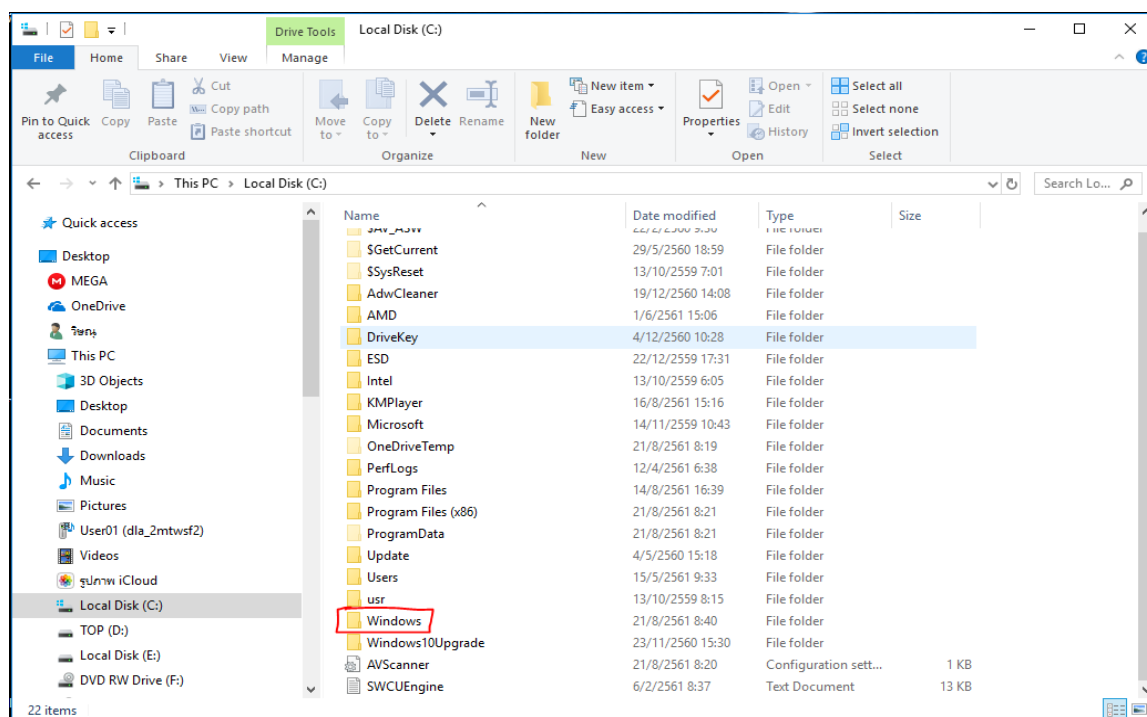 Drive Tools Local Disk (C:)
File Home Share View Manage
Pin to Quick access
Copy
Paste
Cut
Copy path
Paste shortcut
Move to
Copy to
Delete
Rename
New folder
New item
Easy access
Properties
Open
Edit
History
Select all
Select none
Invert selection
Clipboard Organize New Open Select
This PC > Local Disk (C:)
Search Lo...
Quick access
Desktop
MEGA
OneDrive
วิษณุ
This PC
3D Objects
Desktop
Documents
Downloads
Music
Pictures
User01 (dla_2mtwsf2)
Videos
รูปภาพ iCloud
Local Disk (C:)
TOP (D:)
Local Disk (E:)
DVD RW Drive (F:)
Name Date modified Type Size
$AV_ASW 22/2/2560 9:50 File folder
$GetCurrent 29/5/2560 18:59 File folder
$SysReset 13/10/2559 7:01 File folder
AdwCleaner 19/12/2560 14:08 File folder
AMD 1/6/2561 15:06 File folder
DriveKey 4/12/2560 10:28 File folder
ESD 22/12/2559 17:31 File folder
Intel 13/10/2559 6:05 File folder
KMPlayer 16/8/2561 15:16 File folder
Microsoft 14/11/2559 10:43 File folder
OneDriveTemp 21/8/2561 8:19 File folder
PerfLogs 12/4/2561 6:38 File folder
Program Files 14/8/2561 16:39 File folder
Program Files (x86) 21/8/2561 8:21 File folder
ProgramData 21/8/2561 8:21 File folder
Update 4/5/2560 15:18 File folder
Users 15/5/2561 9:33 File folder
usr 13/10/2559 8:15 File folder
Windows 21/8/2561 8:40 File folder
Windows10Upgrade 23/11/2560 15:30 File folder
AVScanner 21/8/2561 8:20 Configuration sett... 1 KB
SWCUEngine 6/2/2561 8:37 Text Document 13 KB
22 items